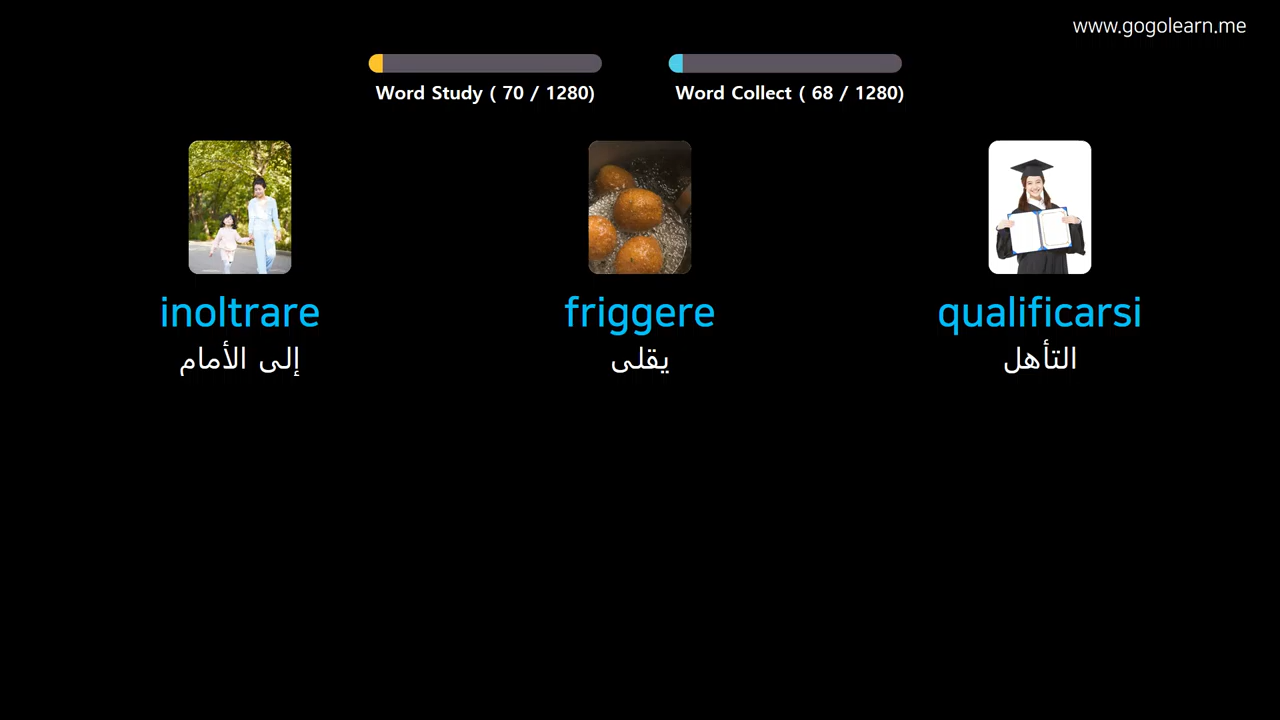 www.gogolearn.me
Word Study ( 70 / 1280)
Word Collect ( 68 / 1280)
inoltrare
إلى الأمام
friggere
يقلى
qualificarsi
التأهل